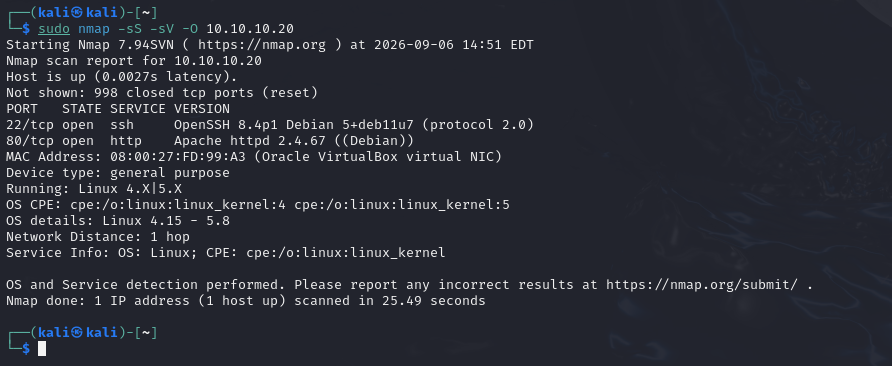 ┌──(kali㉿kali)-[~]
└─$ sudo nmap -sS -sV -O 10.10.10.20
Starting Nmap 7.94SVN ( https://nmap.org ) at 2026-09-06 14:51 EDT
Nmap scan report for 10.10.10.20
Host is up (0.0027s latency).
Not shown: 998 closed tcp ports (reset)
PORT   STATE SERVICE VERSION
22/tcp open  ssh     OpenSSH 8.4p1 Debian 5+deb11u7 (protocol 2.0)
80/tcp open  http    Apache httpd 2.4.67 ((Debian))
MAC Address: 08:00:27:FD:99:A3 (Oracle VirtualBox virtual NIC)
Device type: general purpose
Running: Linux 4.X|5.X
OS CPE: cpe:/o:linux:linux_kernel:4 cpe:/o:linux:linux_kernel:5
OS details: Linux 4.15 - 5.8
Network Distance: 1 hop
Service Info: OS: Linux; CPE: cpe:/o:linux:linux_kernel

OS and Service detection performed. Please report any incorrect results at https://nmap.org/submit/ .
Nmap done: 1 IP address (1 host up) scanned in 25.49 seconds

┌──(kali㉿kali)-[~]
└─$